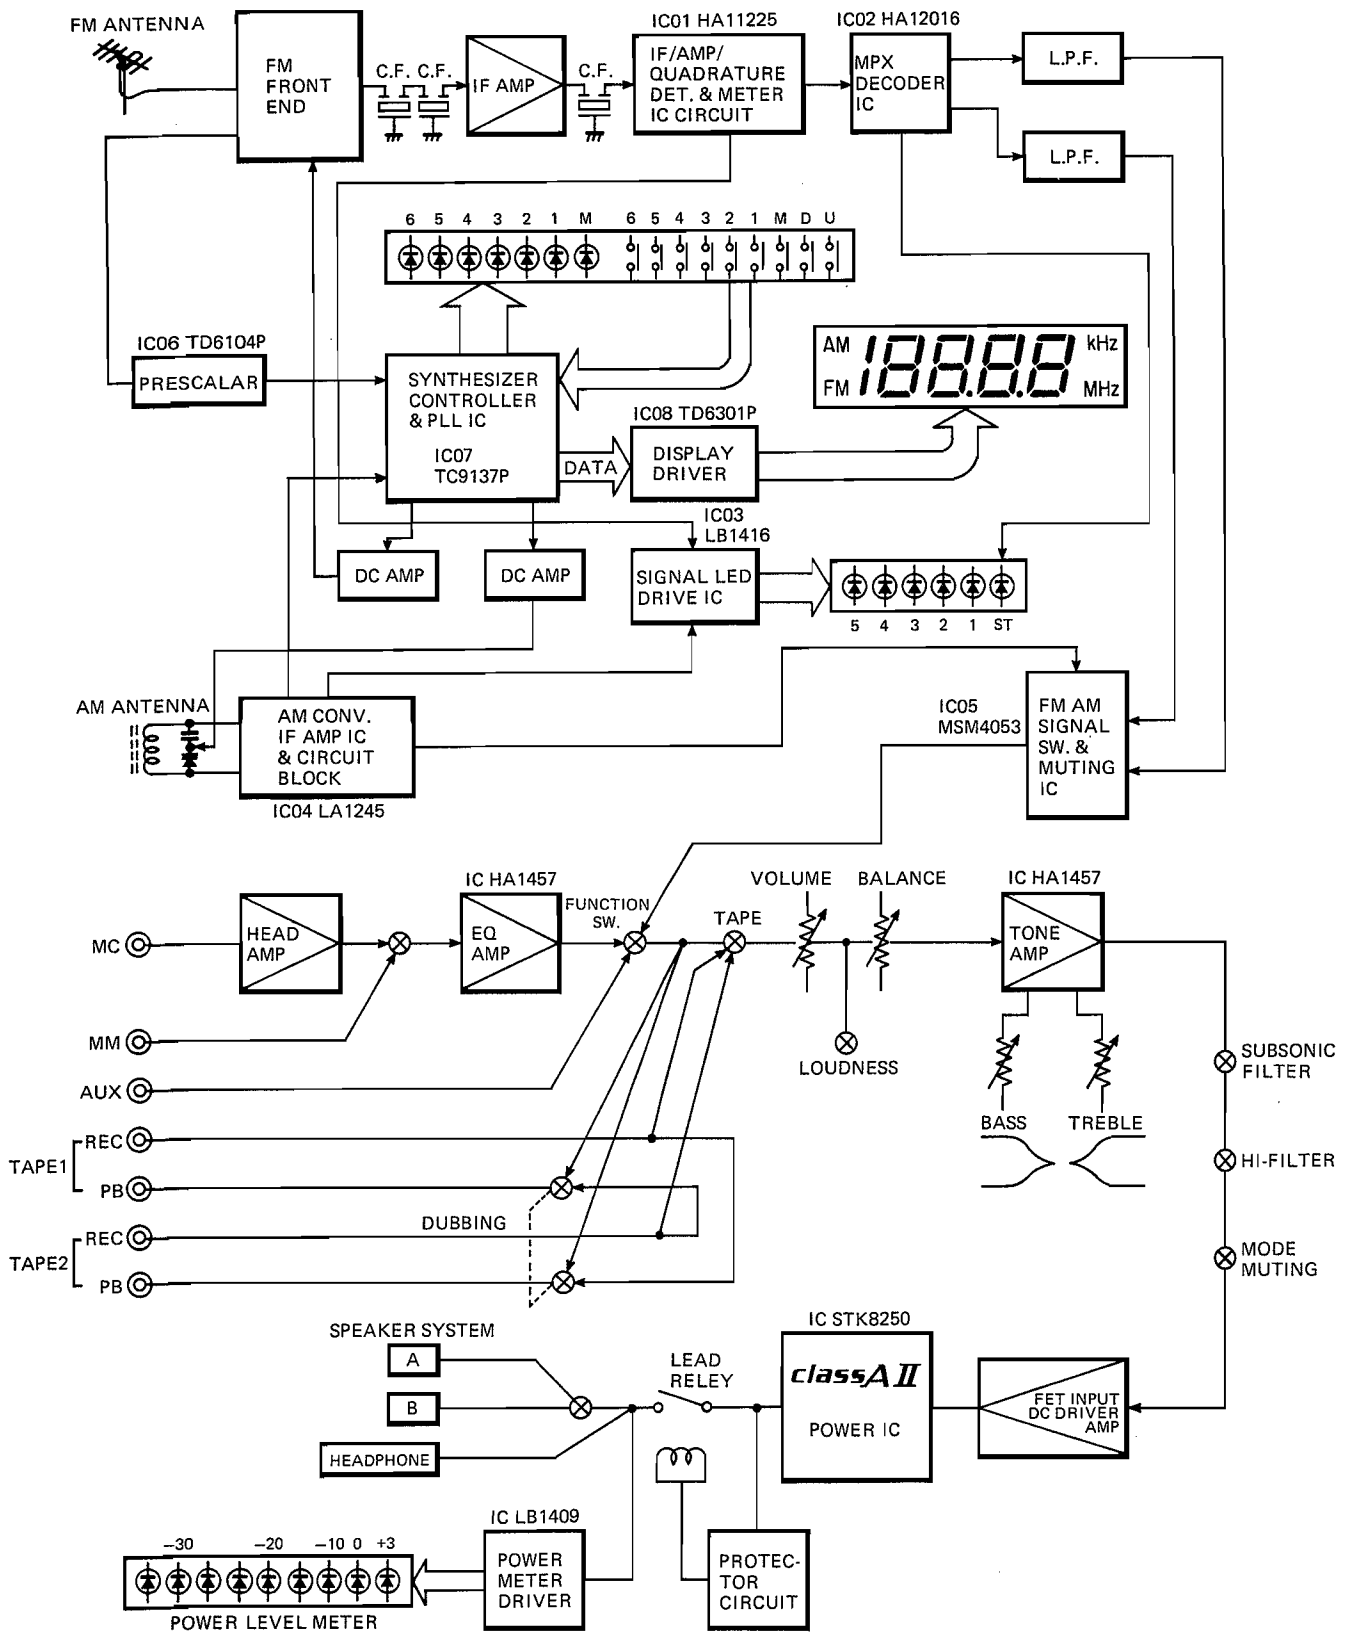 FM ANTENNA
FM
FRONT
END
C.F. C.F.
IF AMP
C.F.
IC01 HA11225
IF/AMP/
QUADRATURE
DET. & METER
IC CIRCUIT
IC02 HA12016
MPX
DECODER
IC
L.P.F.
L.P.F.
6 5 4 3 2 1 M 6 5 4 3 2 1 M D U
IC06 TD6104P
PRESCALAR
SYNTHESIZER
CONTROLLER
& PLL IC
IC07
TC9137P
AM 188.8.8 kHz
FM MHz
IC08 TD6301P
DATA
DISPLAY
DRIVER
IC03
LB1416
DC AMP
DC AMP
SIGNAL LED
DRIVE IC
5 4 3 2 1 ST
AM ANTENNA
AM CONV.
IF AMP IC
& CIRCUIT
BLOCK
IC04 LA1245
IC05
MSM4053
FM AM
SIGNAL
SW. &
MUTING
IC
MC
HEAD
AMP
IC HA1457
EQ
AMP
FUNCTION
SW.
TAPE
VOLUME
BALANCE
IC HA1457
TONE
AMP
MM
LOUDNESS
AUX
BASS
TREBLE
SUBSONIC
FILTER
HI-FILTER
MODE
MUTING
TAPE1
REC
PB
DUBBING
TAPE2
REC
PB
SPEAKER SYSTEM
A
B
HEADPHONE
LEAD
RELEY
IC STK8250
classA II
POWER IC
FET INPUT
DC DRIVER
AMP
IC LB1409
POWER
METER
DRIVER
PROTEC-
TOR
CIRCUIT
−30 −20 −10 0 +3
POWER LEVEL METER